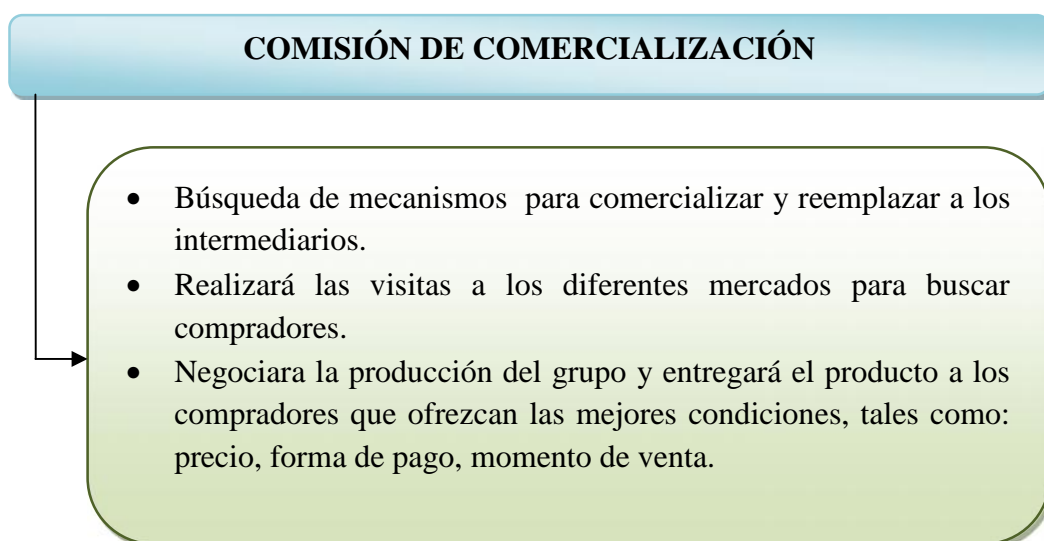 COMISIÓN DE COMERCIALIZACIÓN
• Búsqueda de mecanismos para comercializar y reemplazar a los
intermediarios.
• Realizará las visitas a los diferentes mercados para buscar
compradores.
• Negociara la producción del grupo y entregará el producto a los
compradores que ofrezcan las mejores condiciones, tales como:
precio, forma de pago, momento de venta.